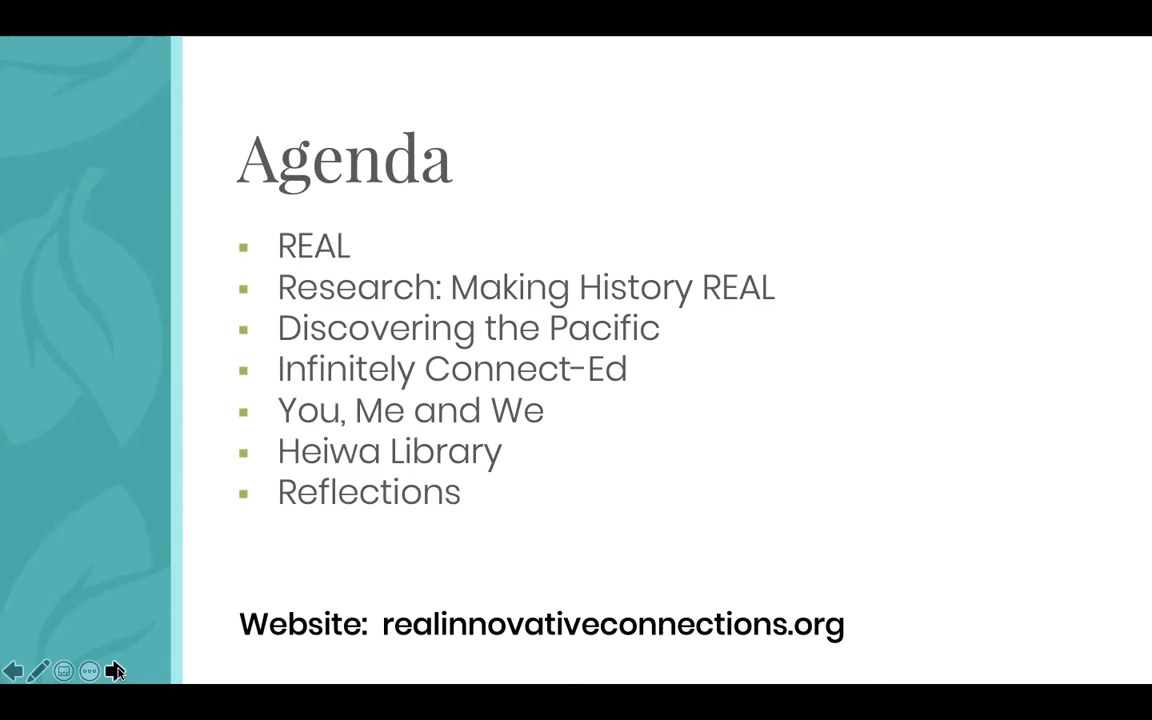 Agenda
REAL
Research: Making History REAL
Discovering the Pacific
Infinitely Connect-Ed
You, Me and We
Heiwa Library
Reflections
Website: realinnovativeconnections.org